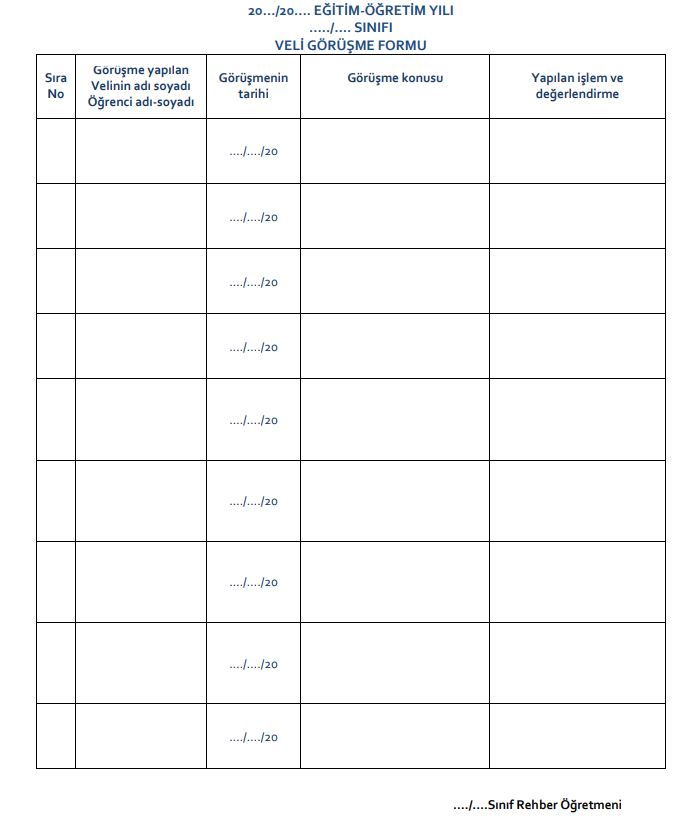 20.../20.... EĞİTİM-ÖĞRETİM YILI
...../.... SINIFI
VELİ GÖRÜŞME FORMU
Sıra No
Görüşme yapılan
Velinin adı soyadı
Öğrenci adı-soyadı
Görüşmenin
tarihi
Görüşme konusu
Yapılan işlem ve
değerlendirme
..../..../20
..../..../20
..../..../20
..../..../20
..../..../20
..../..../20
..../..../20
..../..../20
..../..../20
..../....Sınıf Rehber Öğretmeni